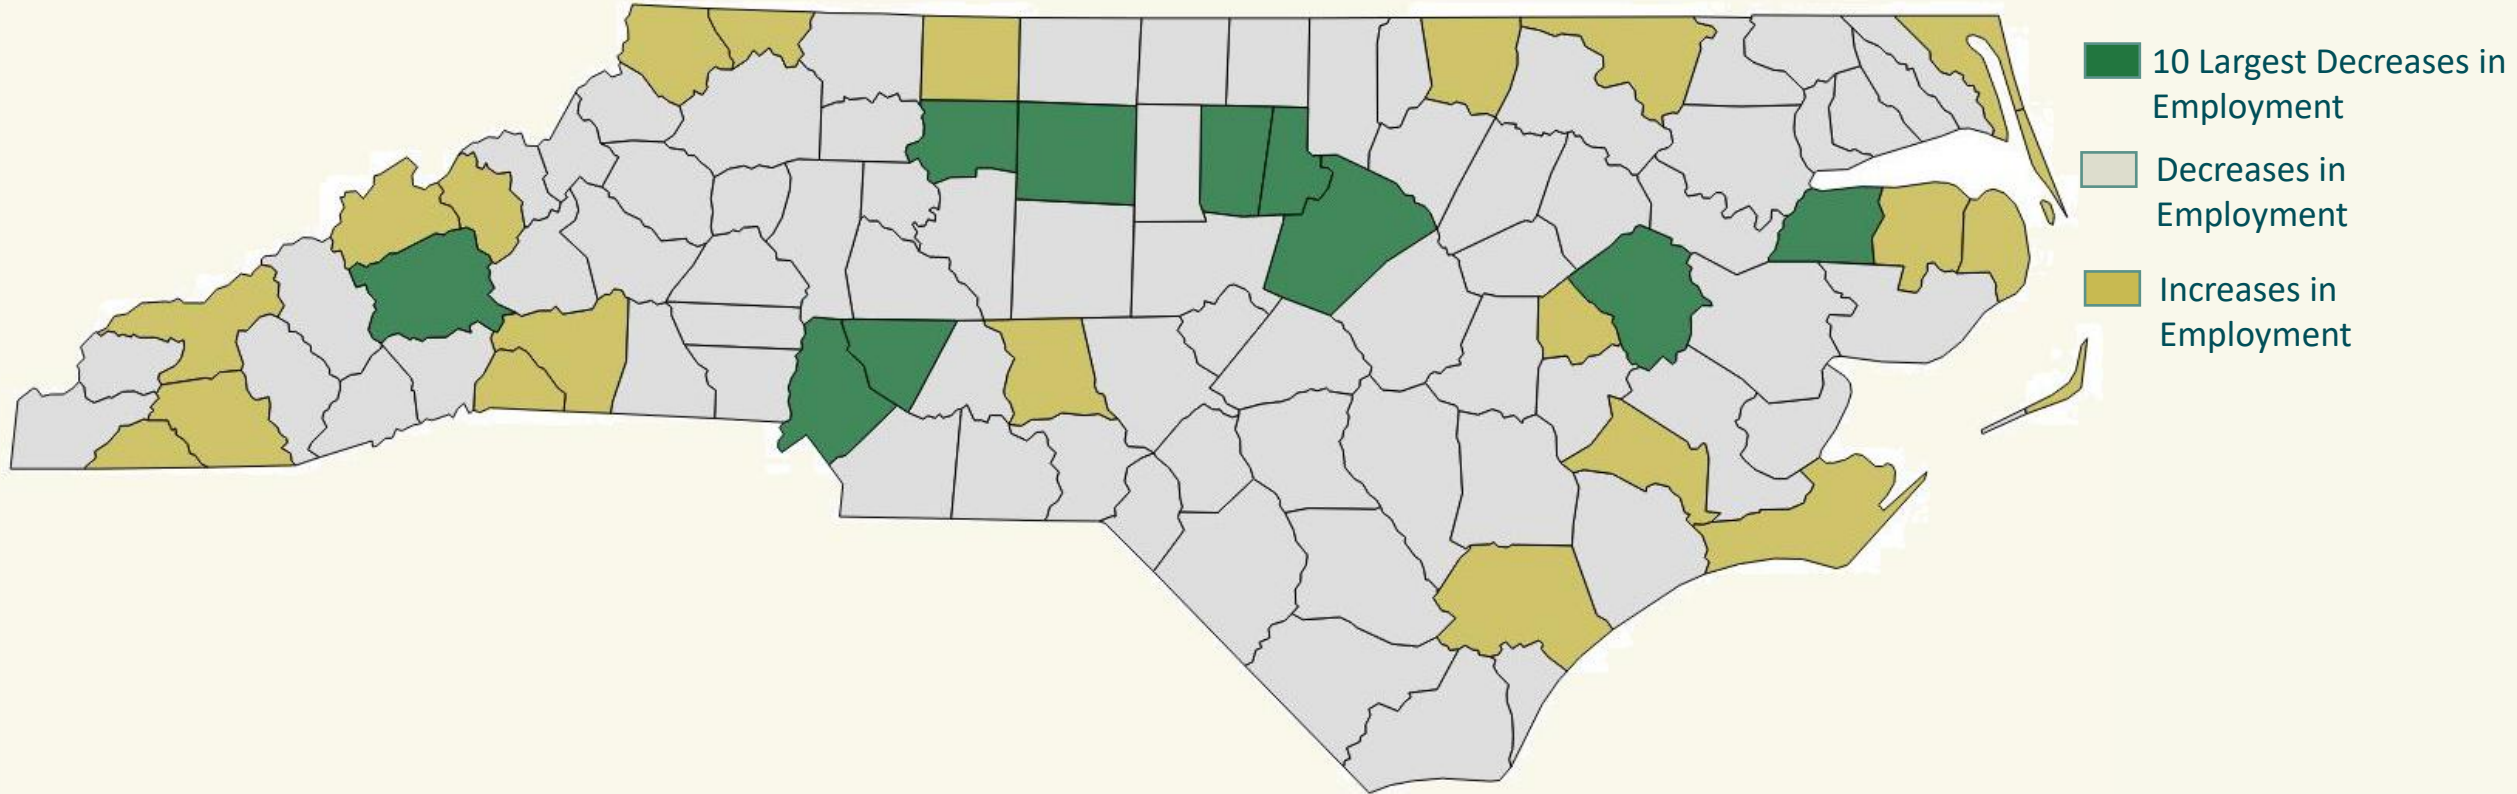 10 Largest Decreases in
Employment
Decreases in
Employment
Increases in
Employment